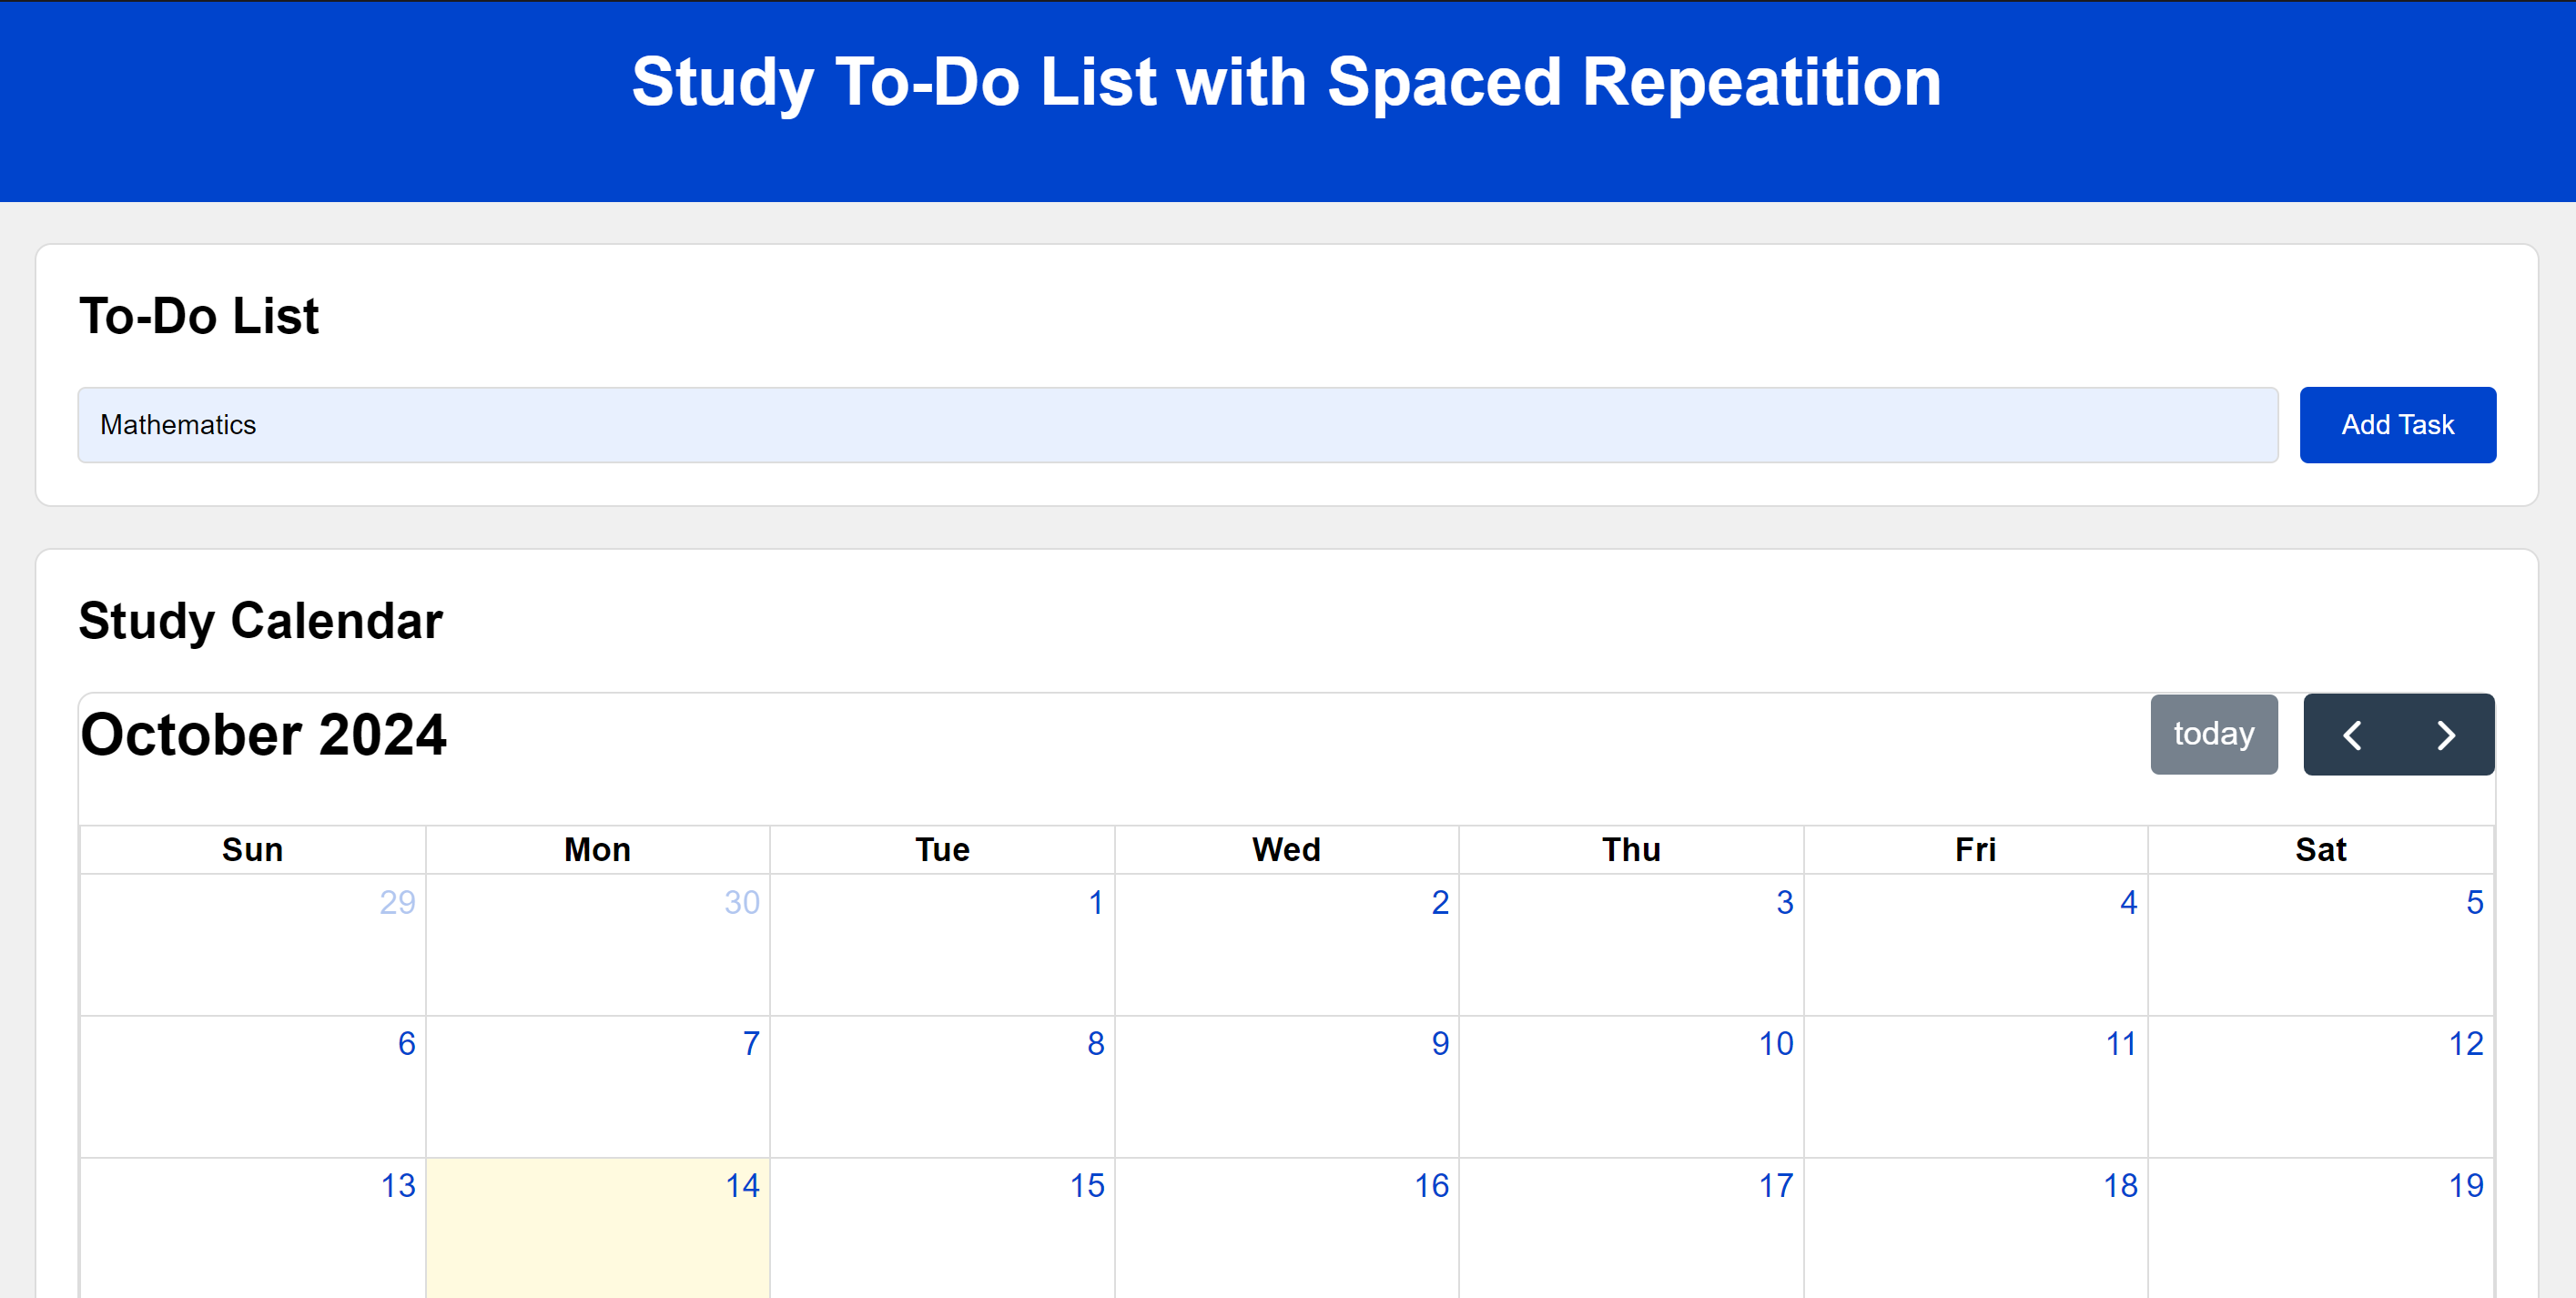 Study To-Do List with Spaced Repeatition
To-Do List
Mathematics Add Task
Study Calendar
October 2024 today
Sun Mon Tue Wed Thu Fri Sat
29 30 1 2 3 4 5
6 7 8 9 10 11 12
13 14 15 16 17 18 19